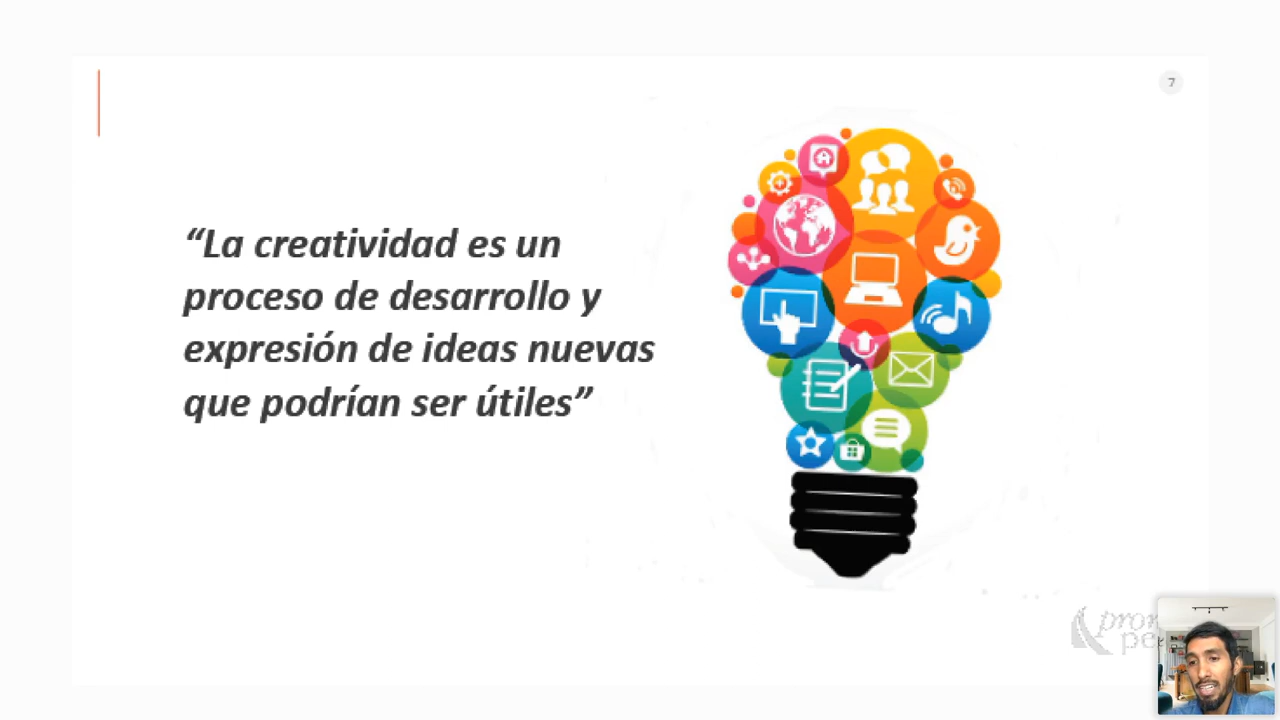 7
“La creatividad es un
proceso de desarrollo y
expresión de ideas nuevas
que podrían ser útiles”